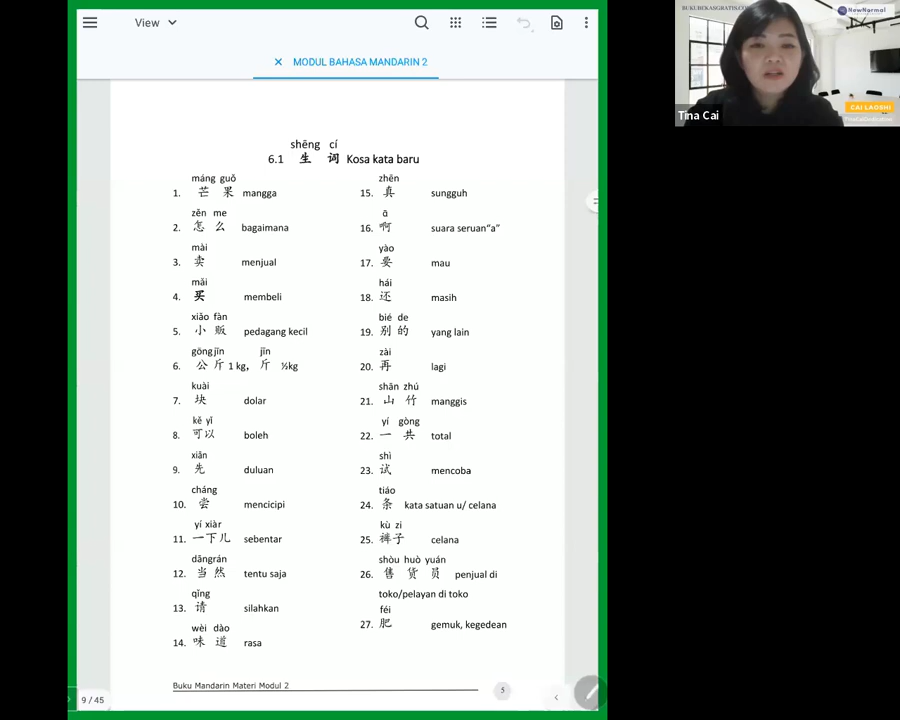 View
MODUL BAHASA MANDARIN 2
shēng cí
6.1 生 词 Kosa kata baru
máng guǒ
1. 芒 果 mangga
zěn me
2. 怎 么 bagaimana
mài
3. 卖 menjual
mǎi
4. 买 membeli
xiǎo fàn
5. 小 贩 pedagang kecil
gōngjīn jīn
6. 公 斤 1 kg, 斤 ½kg
kuài
7. 块 dolar
kě yǐ
8. 可以 boleh
xiān
9. 先 duluan
cháng
10. 尝 mencicipi
yí xiàr
11. 一下儿 sebentar
dāngrán
12. 当 然 tentu saja
qǐng
13. 请 silahkan
wèi dào
14. 味 道 rasa
zhēn
15. 真 sungguh
ā
16. 啊 suara seruan"a"
yào
17. 要 mau
hái
18. 还 masih
bié de
19. 别 的 yang lain
zài
20. 再 lagi
shān zhú
21. 山 竹 manggis
yí gòng
22. 一 共 total
shì
23. 试 mencoba
tiáo
24. 条 kata satuan u/ celana
kù zi
25. 裤子 celana
shòu huò yuán
26. 售 货 员 penjual di
toko/pelayan di toko
féi
27. 肥 gemuk, kegedean
Buku Mandarin Materi Modul 2
5
9 / 45
BUKUBEKASGRATIS.COM
NewNormal
CAI LAOSHI
Tina Cai